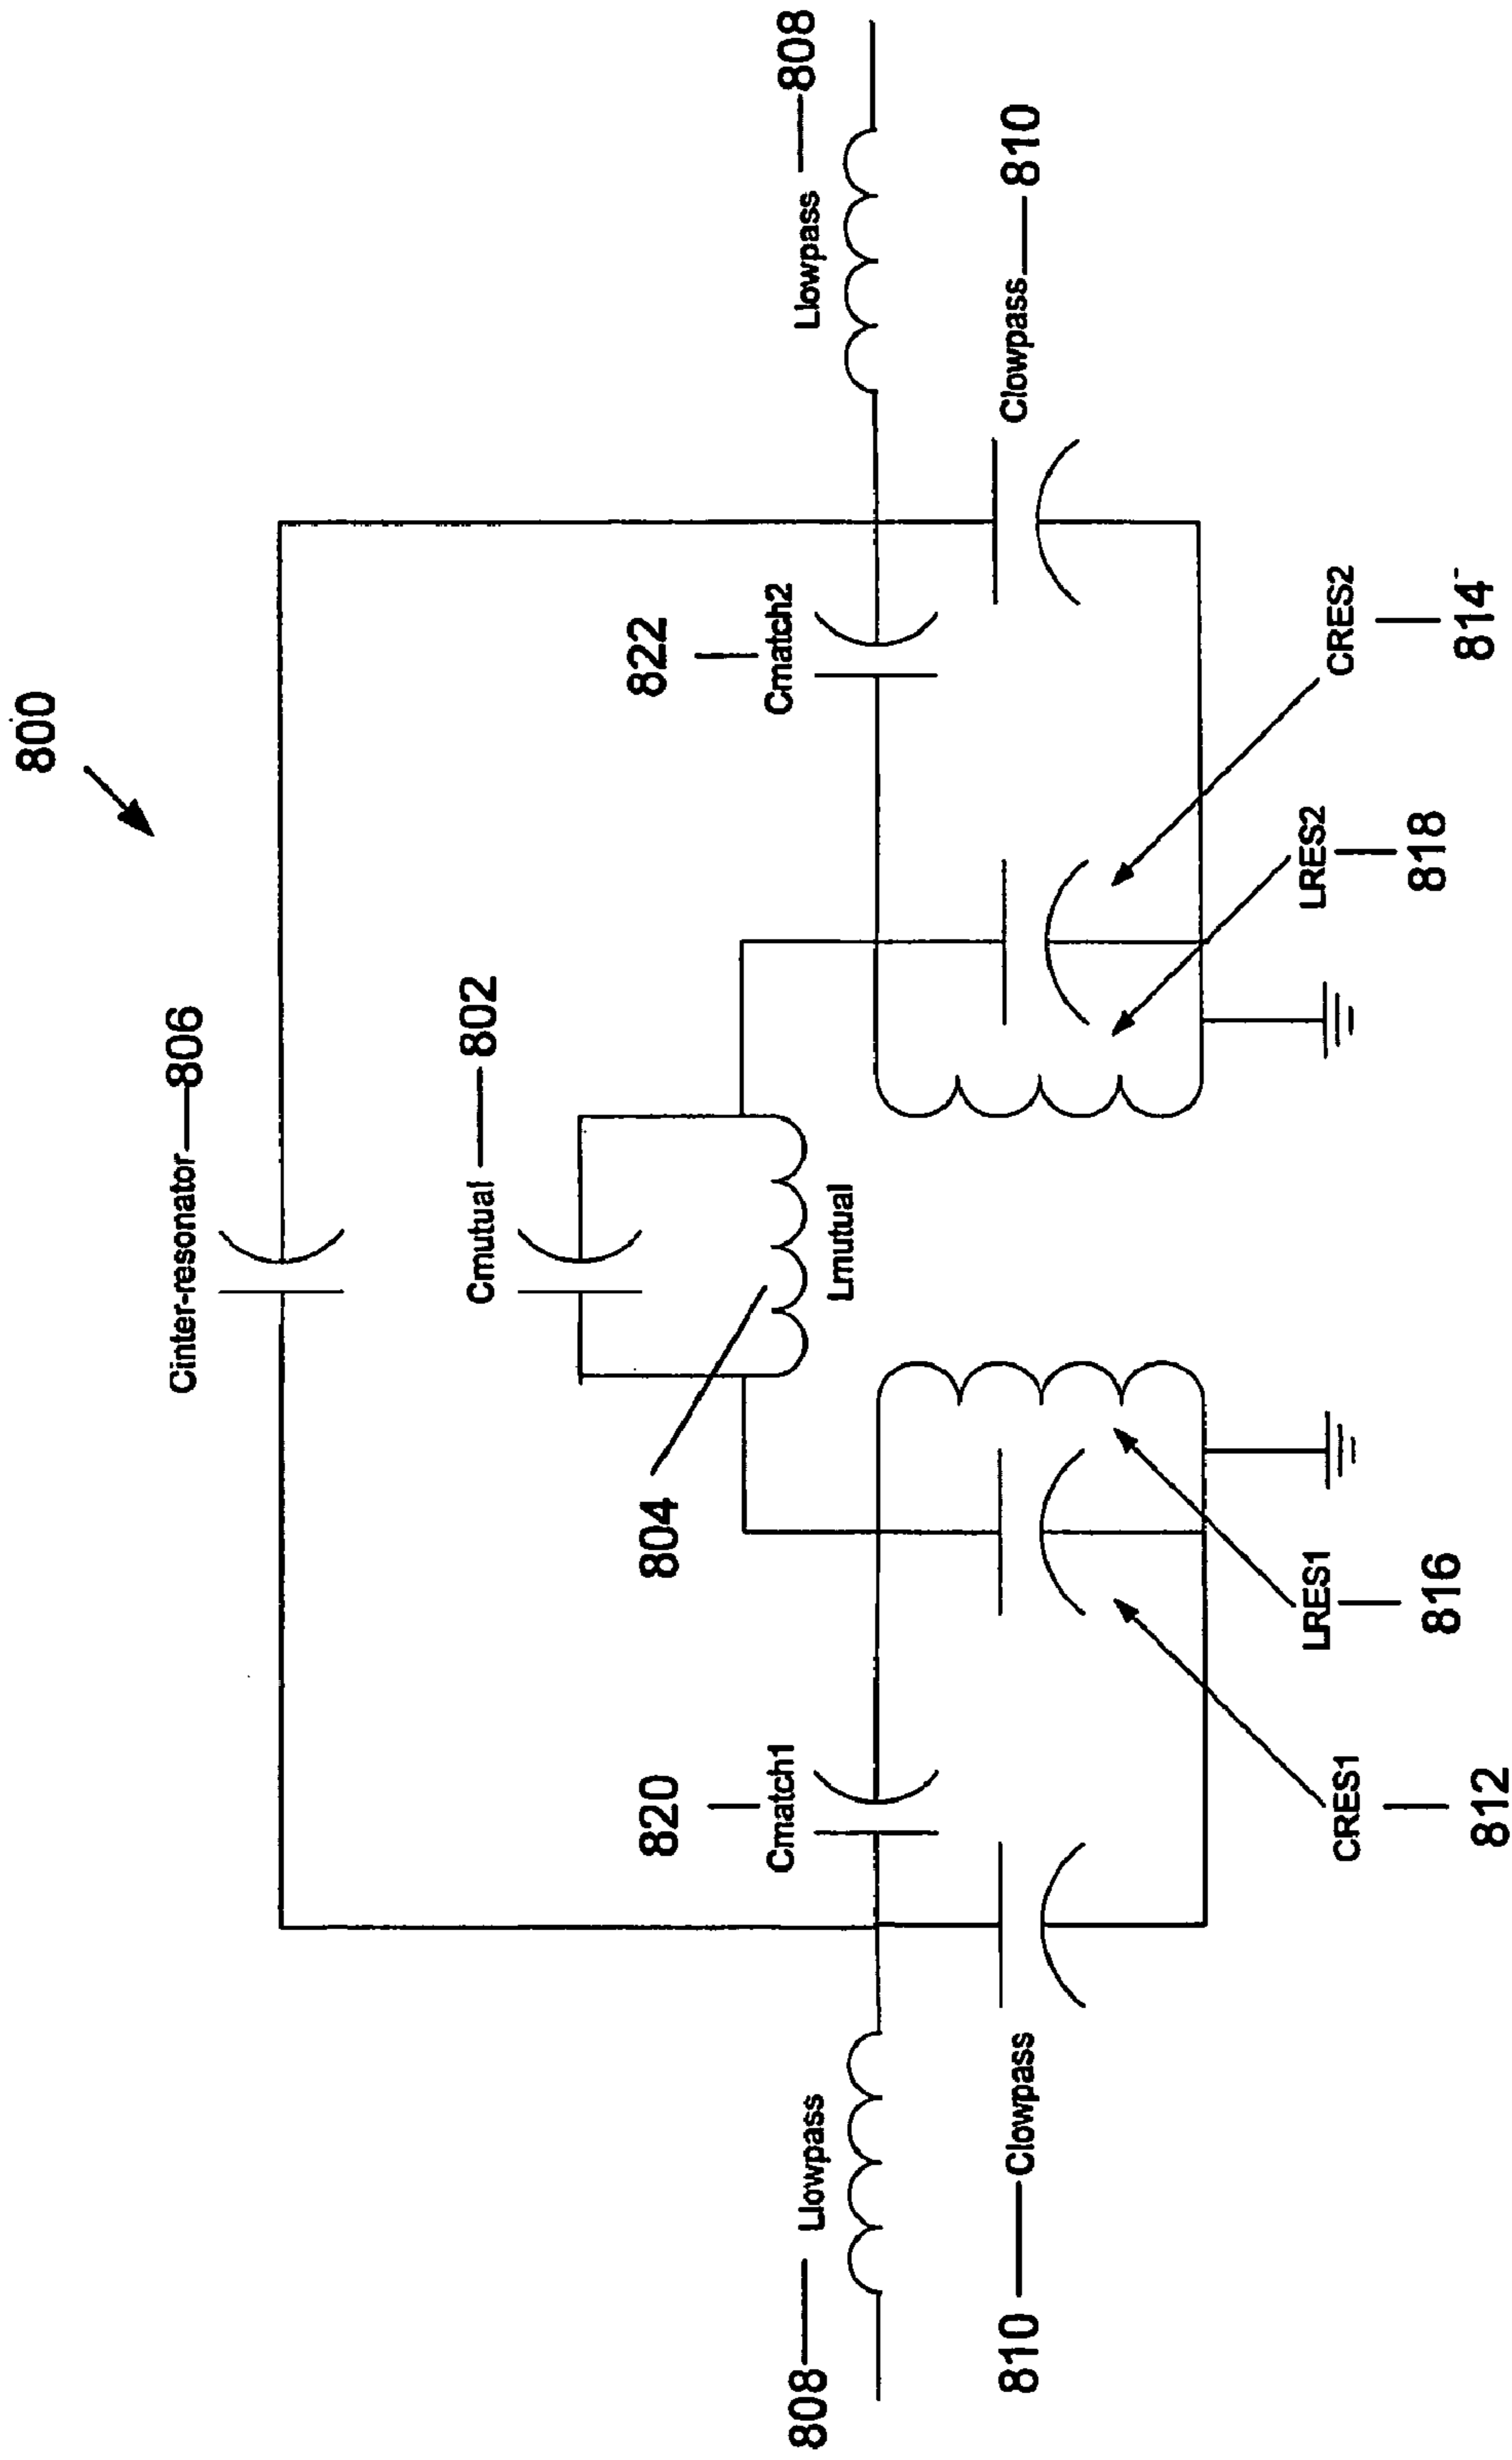 800
Cinter-resonator 806
Cmutual 802
804
Lmutual
820
Cmatch1
822
Cmatch2
808 Llowpass
Llowpass 808
810 Clowpass
Clowpass 810
CRES1
812
LRES1
816
LRES2
818
CRES2
814